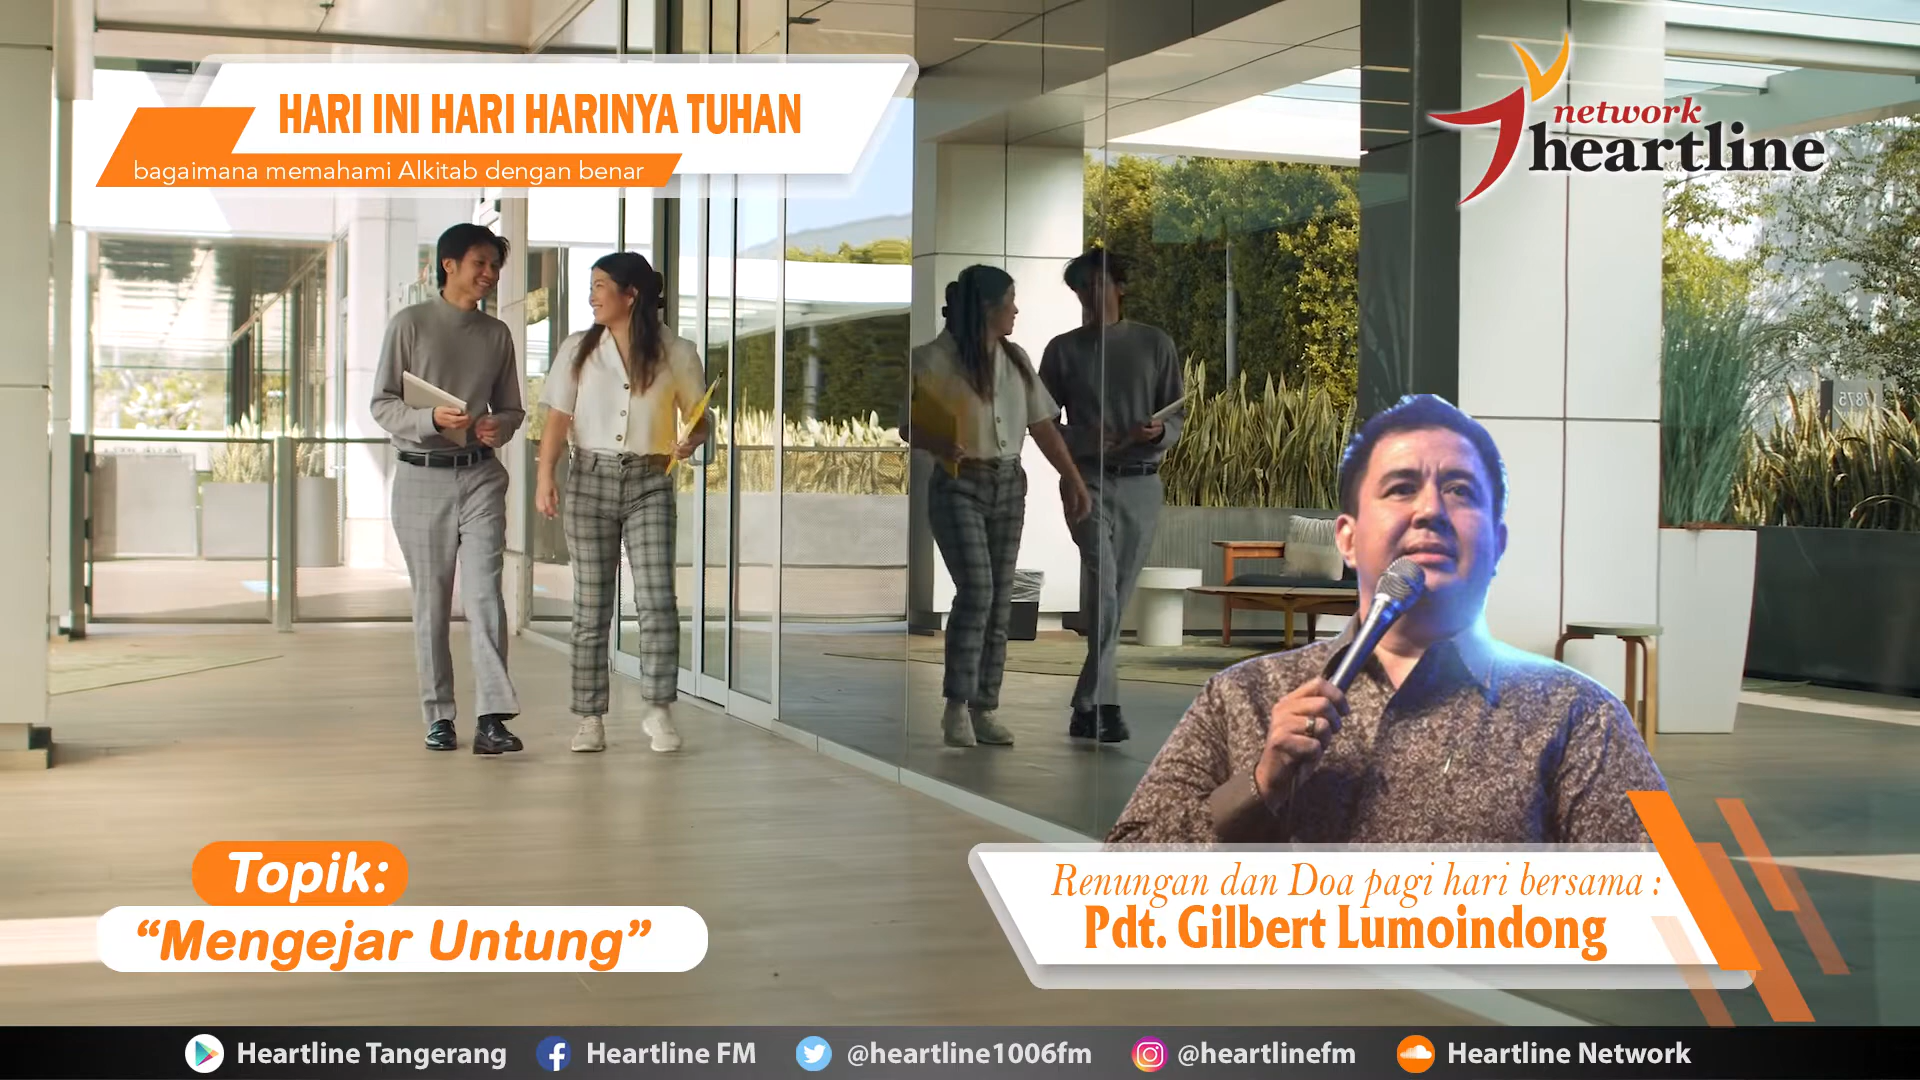 HARI INI HARI HARINYA TUHAN
bagaimana memahami Alkitab dengan benar
network
heartline
7875
Topik:
“Mengejar Untung”
Renungan dan Doa pagi hari bersama :
Pdt. Gilbert Lumoindong
Heartline Tangerang
Heartline FM
@heartline1006fm
@heartlinefm
Heartline Network